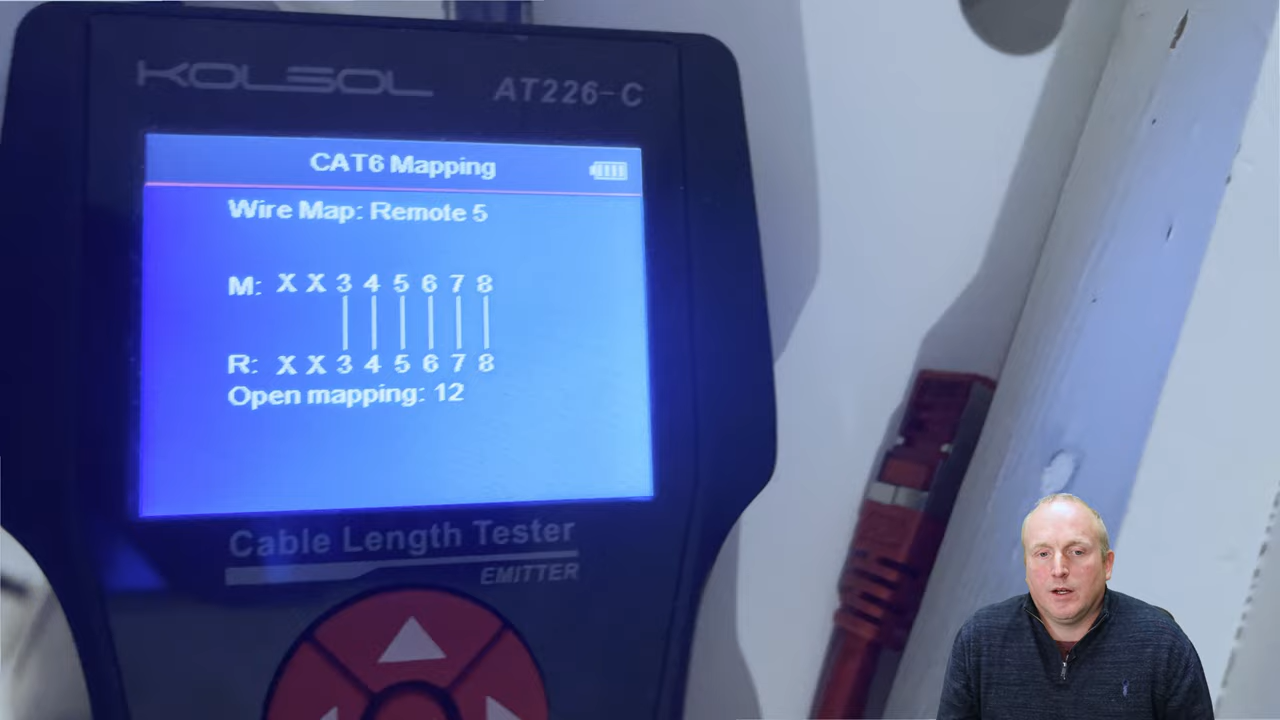 KOLSOL AT226-C
CAT6 Mapping
Wire Map: Remote 5
M: X X 3 4 5 6 7 8
R: X X 3 4 5 6 7 8
Open mapping: 12
Cable Length Tester
EMITTER